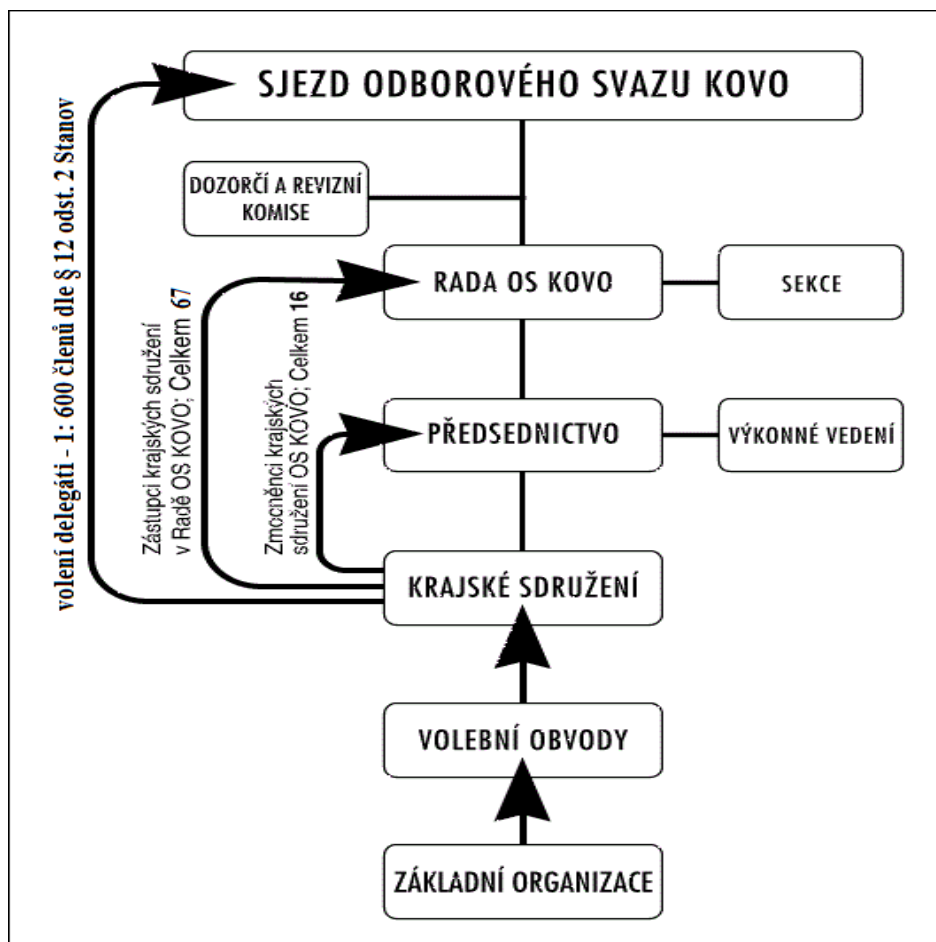 SJEZD ODBOROVÉHO SVAZU KOVO
DOZORČÍ A REVIZNÍ
KOMISE
RADA OS KOVO
SEKCE
PŘEDSEDNICTVO
VÝKONNÉ VEDENÍ
KRAJSKÉ SDRUŽENÍ
VOLEBNÍ OBVODY
ZÁKLADNÍ ORGANIZACE
volení delegáti - 1: 600 členů dle § 12 odst. 2 Stanov
Zástupci krajských sdružení
v Radě OS KOVO; Celkem 67
Zmocněnci krajských
sdružení OS KOVO; Celkem 16